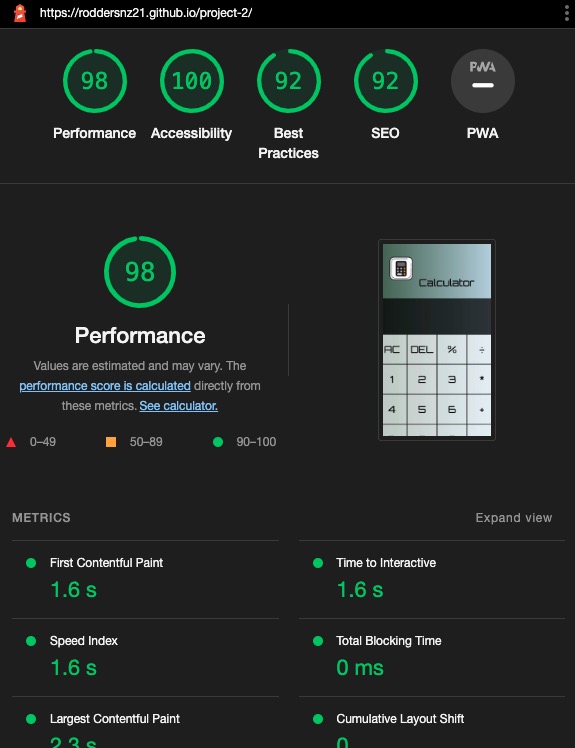 https://roddersnz21.github.io/project-2/
98
100
92
92
PWA
Performance
Accessibility
Best
Practices
SEO
PWA
98
Performance
Values are estimated and may vary. The
performance score is calculated directly from
these metrics. See calculator.
0–49
50–89
90–100
Calculator
AC DEL % ÷
1 2 3 *
4 5 6 +
METRICS
Expand view
First Contentful Paint
1.6 s
Time to Interactive
1.6 s
Speed Index
1.6 s
Total Blocking Time
0 ms
Largest Contentful Paint
2.3 s
Cumulative Layout Shift
0